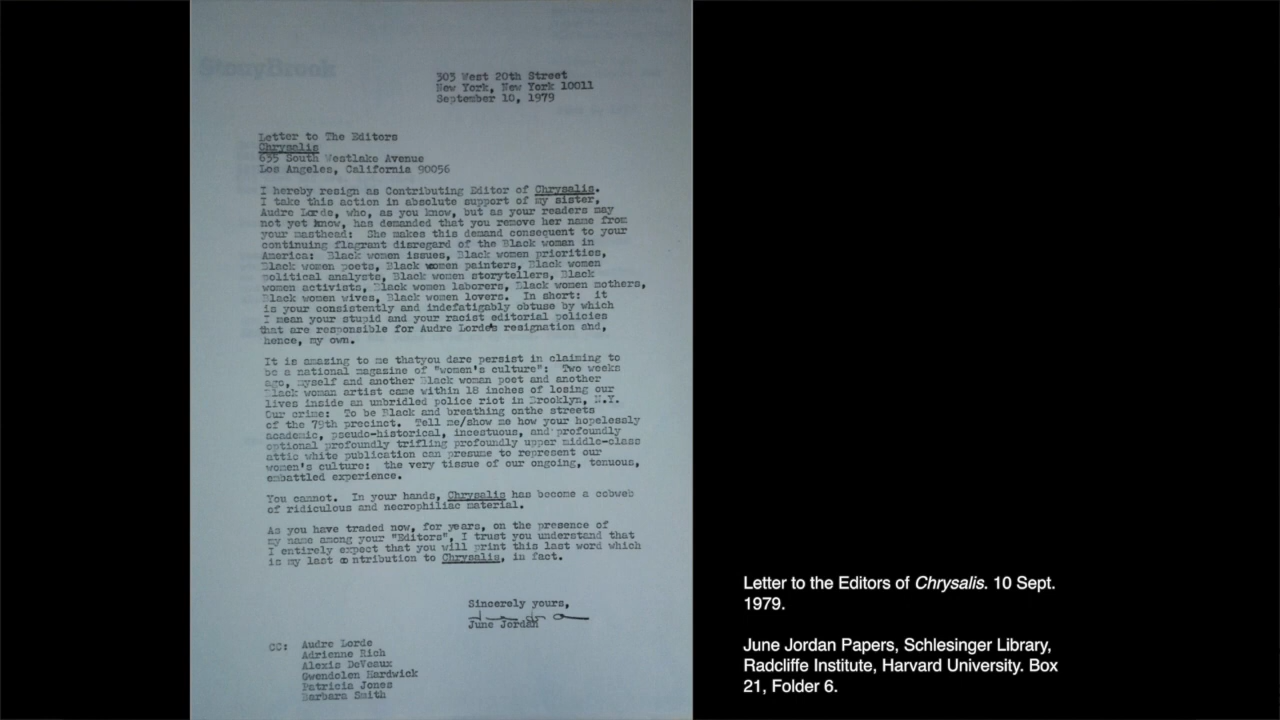 StonyBrook
303 West 20th Street
New York, New York 10011
September 10, 1979
Letter to The Editors
Chrysalis
635 South Westlake Avenue
Los Angeles, California 90056
I hereby resign as Contributing Editor of Chrysalis.
I take this action in absolute support of my sister,
Audre Lorde, who, as you know, but as your readers may
not yet know, has demanded that you remove her name from
your masthead: She makes this demand consequent to your
continuing flagrant disregard of the Black woman in
America: Black women issues, Black women priorities,
Black women poets, Black women painters, Black women
political analysts, Black women storytellers, Black
women activists, Black women laborers, Black women mothers,
Black women wives, Black women lovers. In short: it
is your consistently and indefatigably obtuse by which
I mean your stupid and your racist editorial policies
that are responsible for Audre Lorde's resignation and,
hence, my own.
It is amazing to me thatyou dare persist in claiming to
be a national magazine of "women's culture": Two weeks
ago, myself and another Black woman poet and another
Black woman artist came within 18 inches of losing our
lives inside an unbridled police riot in Brooklyn, N.Y.
Our crime: To be Black and breathing onthe streets
of the 79th precinct. Tell me/show me how your hopelessly
academic, pseudo-historical, incestuous, and profoundly
optional profoundly trifling profoundly upper middle-class
attic white publication can presume to represent our
women's culture: the very tissue of our ongoing, tenuous,
embattled experience.
You cannot. In your hands, Chrysalis has become a cobweb
of ridiculous and necrophiliac material.
As you have traded now, for years, on the presence of
my name among your "Editors", I trust you understand that
I entirely expect that you will print this last word which
is my last contribution to Chrysalis, in fact.
Sincerely yours,
June Jordan
CC: Audre Lorde
Adrienne Rich
Alexis DeVeaux
Gwendolen Hardwick
Patricia Jones
Barbara Smith
Letter to the Editors of Chrysalis. 10 Sept.
1979.
June Jordan Papers, Schlesinger Library,
Radcliffe Institute, Harvard University. Box
21, Folder 6.